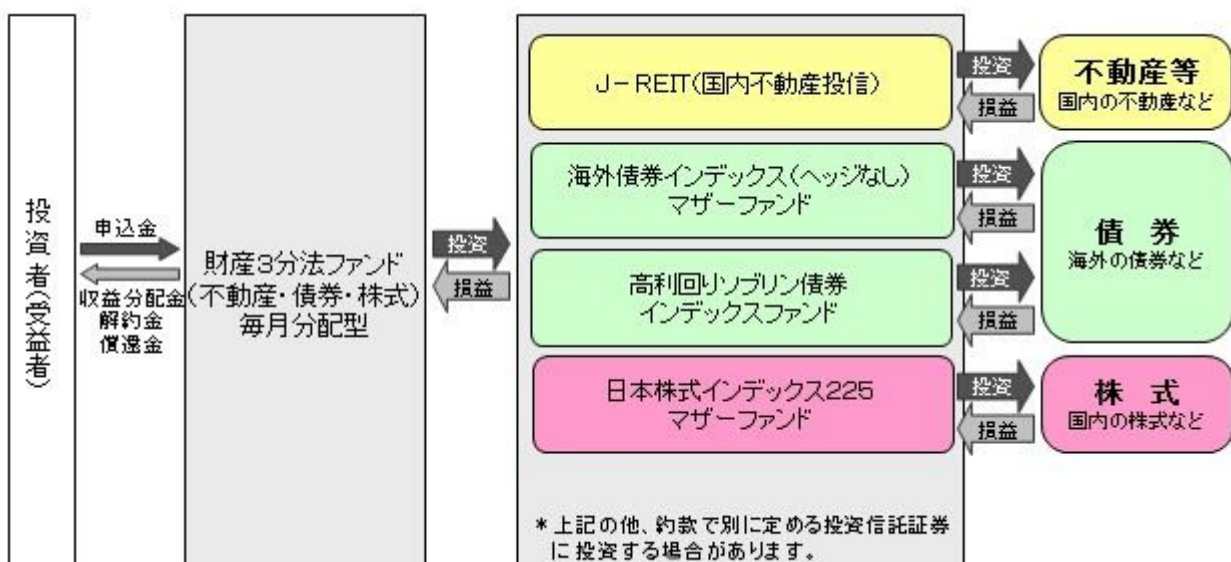 投資者(受益者)
申込金
収益分配金
解約金
償還金
財産3分法ファンド
(不動産・債券・株式)
毎月分配型
投資
損益
J-REIT(国内不動産投信)
投資
損益
不動産等
国内の不動産など
海外債券インデックス(ヘッジなし)
マザーファンド
投資
損益
高利回りソブリン債券
インデックスファンド
投資
損益
債 券
海外の債券など
日本株式インデックス225
マザーファンド
投資
損益
株 式
国内の株式など
*上記の他、約款で別に定める投資信託証券
に投資する場合があります。